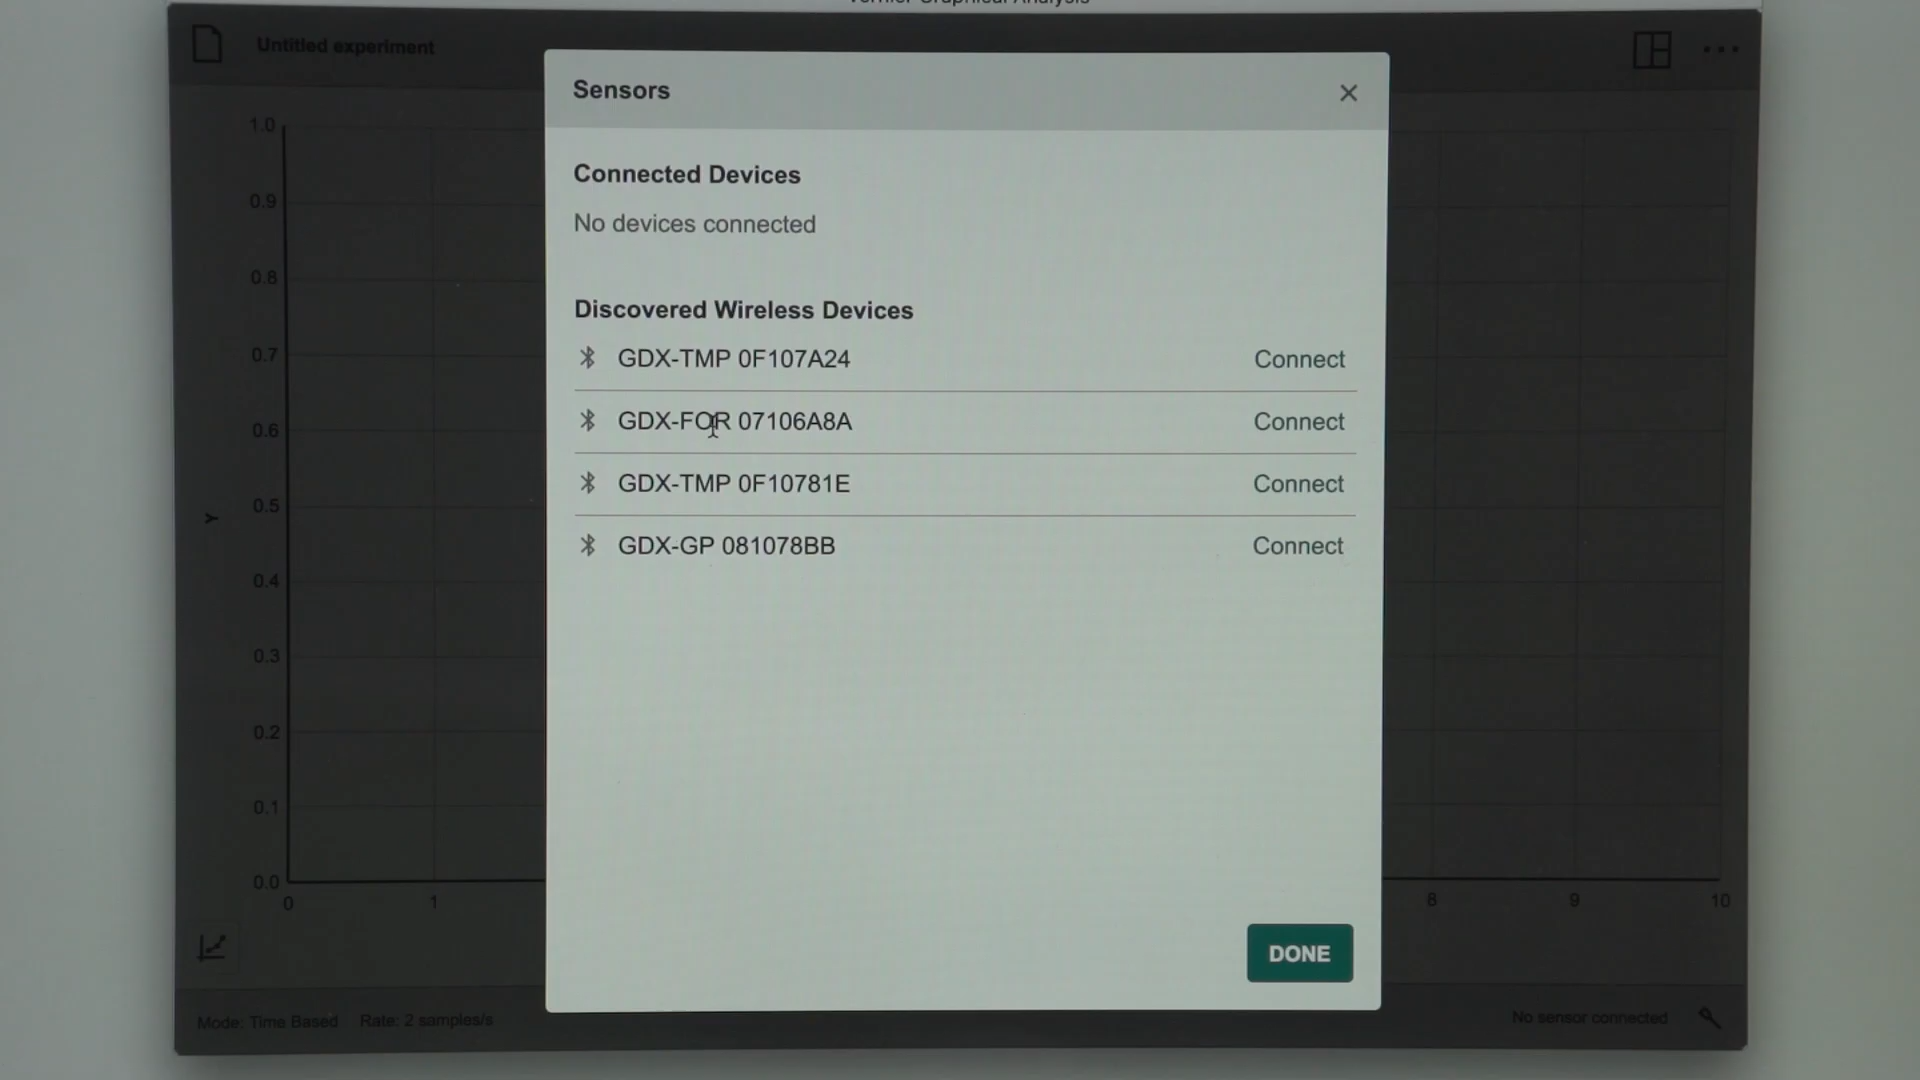 Vernier Graphical Analysis
Untitled experiment
Sensors
Connected Devices
No devices connected
Discovered Wireless Devices
GDX-TMP 0F107A24 Connect
GDX-FOR 07106A8A Connect
GDX-TMP 0F10781E Connect
GDX-GP 081078BB Connect
DONE
1.0
0.9
0.8
0.7
0.6
0.5
0.4
0.3
0.2
0.1
0.0
Y
0 1 8 9 10
Mode: Time Based Rate: 2 samples/s No sensor connected